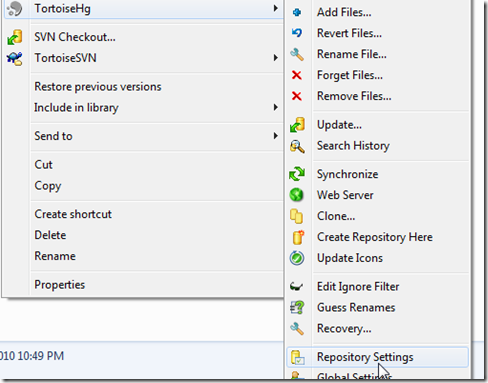 TortoiseHg
SVN Checkout...
TortoiseSVN
Restore previous versions
Include in library
Send to
Cut
Copy
Create shortcut
Delete
Rename
Properties
010 10:49 PM
Add Files...
Revert Files...
Rename File...
Forget Files...
Remove Files...
Update...
Search History
Synchronize
Web Server
Clone...
Create Repository Here
Update Icons
Edit Ignore Filter
Guess Renames
Recovery...
Repository Settings
Global Settings